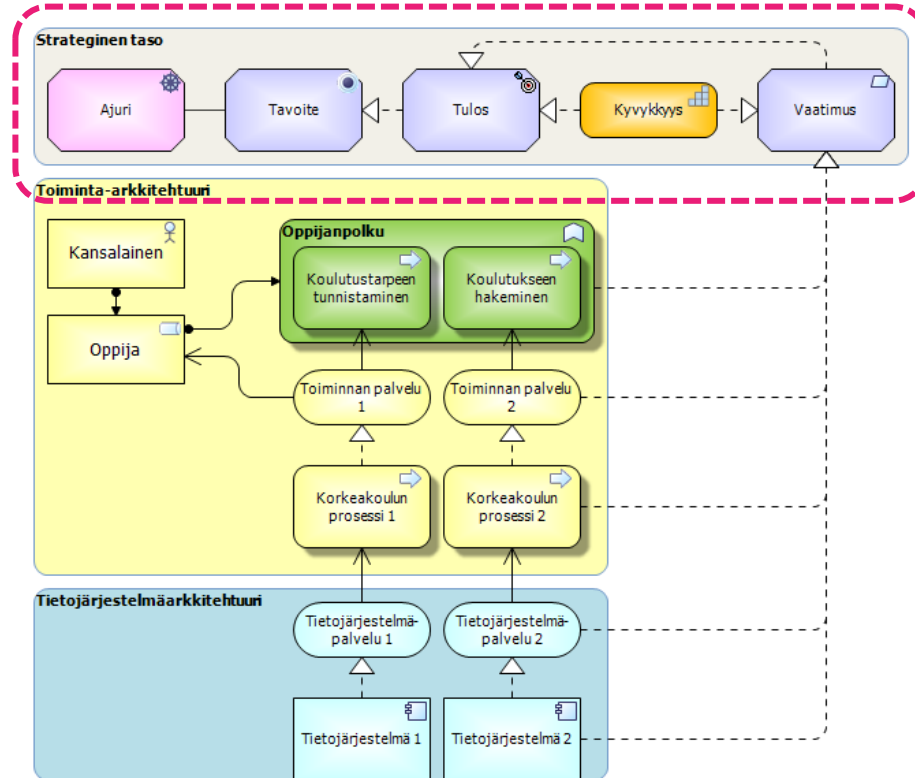 Strateginen taso
Ajuri
Tavoite
Tulos
Kyvykkyys
Vaatimus
Toiminta-arkkitehtuuri
Kansalainen
Oppija
Oppijanpolku
Koulutustarpeen
tunnistaminen
Koulutukseen
hakeminen
Toiminnan palvelu
1
Toiminnan palvelu
2
Korkeakoulun
prosessi 1
Korkeakoulun
prosessi 2
Tietojärjestelmäarkkitehtuuri
Tietojärjestelmä-
palvelu 1
Tietojärjestelmä-
palvelu 2
Tietojärjestelmä 1
Tietojärjestelmä 2